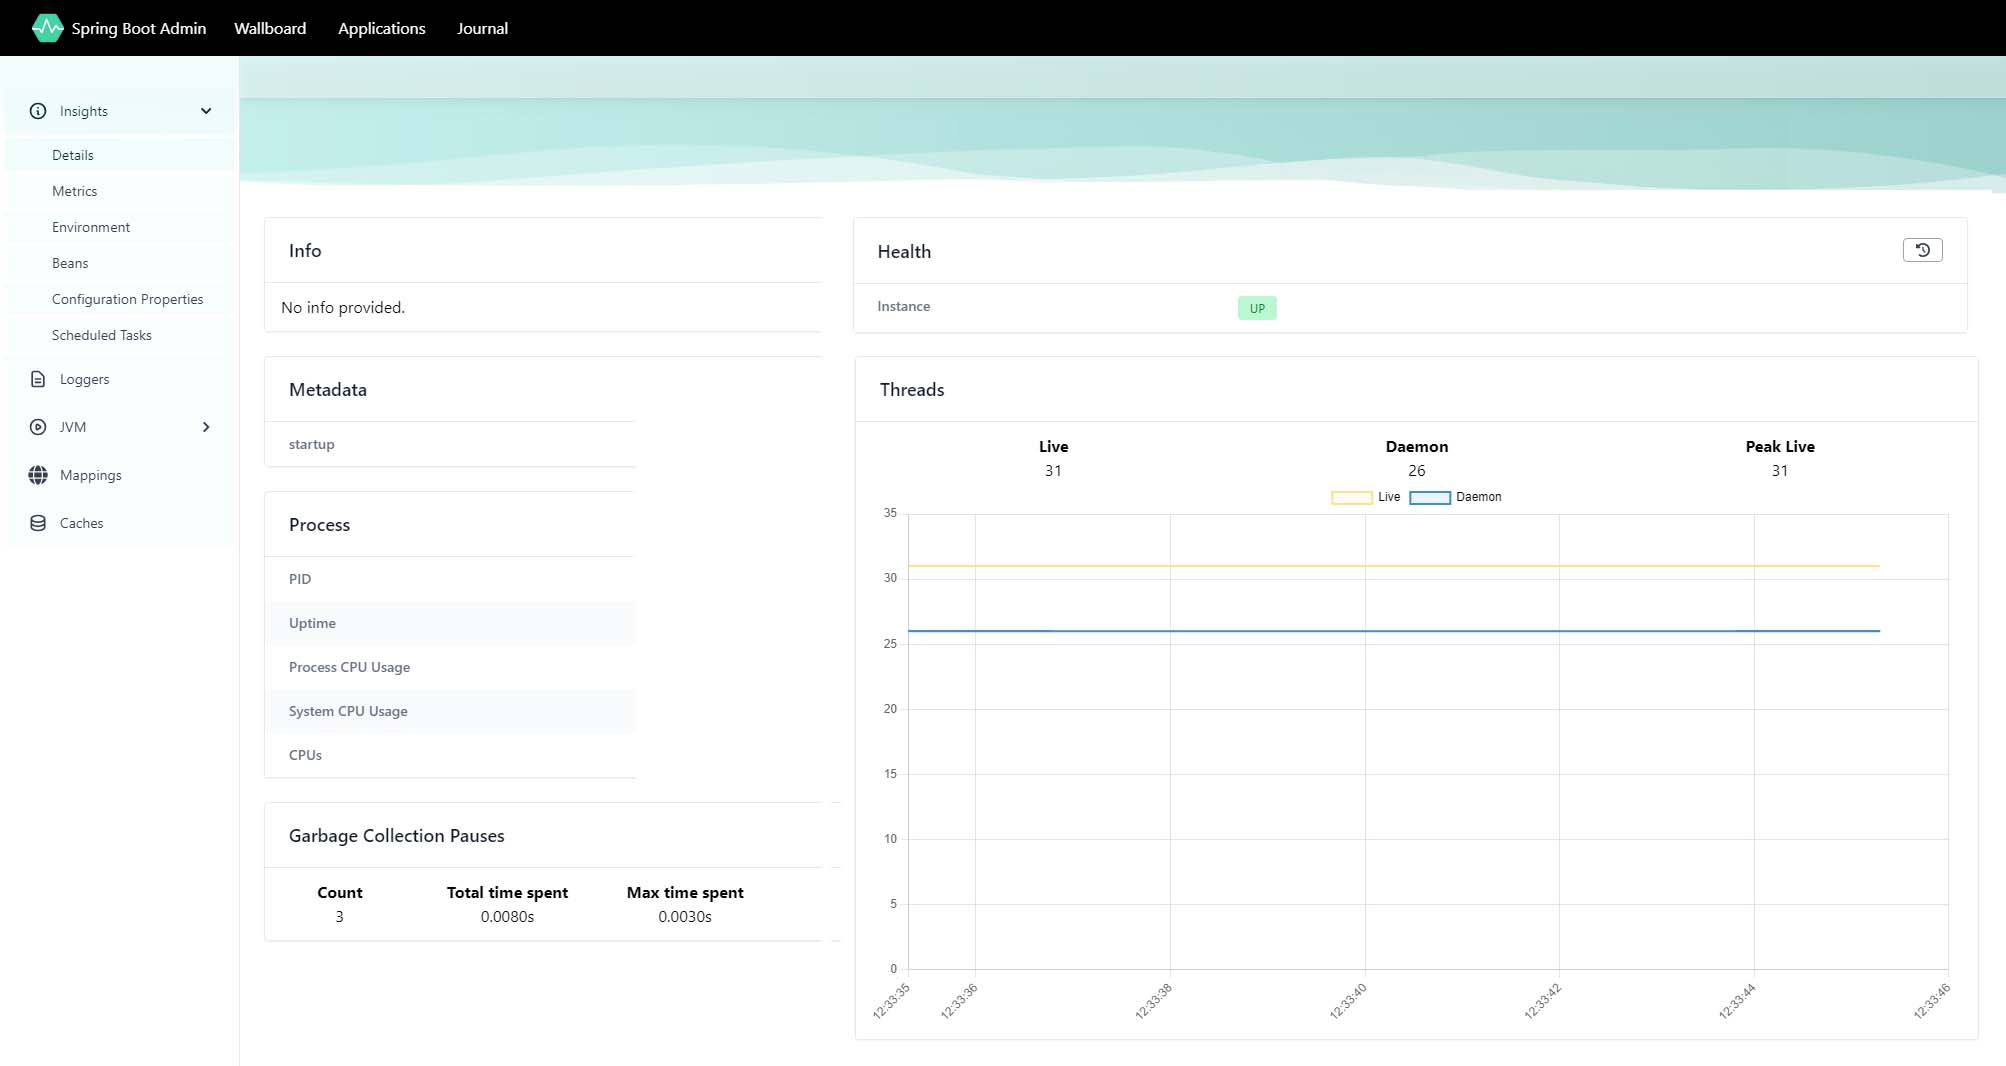 Spring Boot Admin
Wallboard
Applications
Journal
Insights
Details
Metrics
Environment
Beans
Configuration Properties
Scheduled Tasks
Loggers
JVM
Mappings
Caches
Info
No info provided.
Health
Instance
UP
Metadata
startup
Process
PID
Uptime
Process CPU Usage
System CPU Usage
CPUs
Garbage Collection Pauses
Count
Total time spent
Max time spent
3
0.0080s
0.0030s
Threads
Live
Daemon
Peak Live
31
26
31
Live
Daemon
35
30
25
20
15
10
5
0
12:33:35
12:33:36
12:33:38
12:33:40
12:33:42
12:33:44
12:33:46